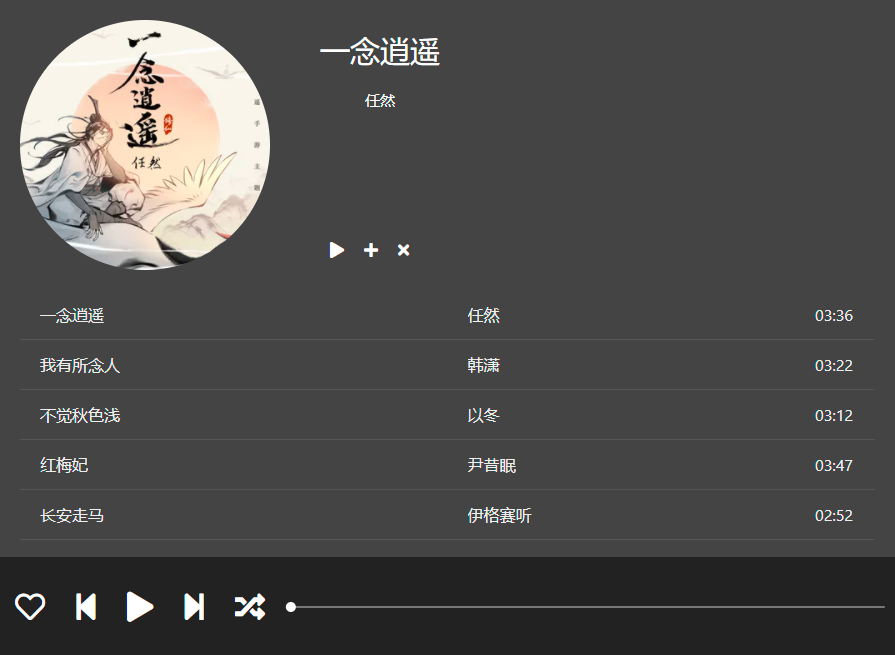 一念逍遥
任然
一念逍遥
任然
一念逍遥 任然 03:36
我有所念人 韩潇 03:22
不觉秋色浅 以冬 03:12
红梅妃 尹昔眠 03:47
长安走马 伊格赛听 02:52